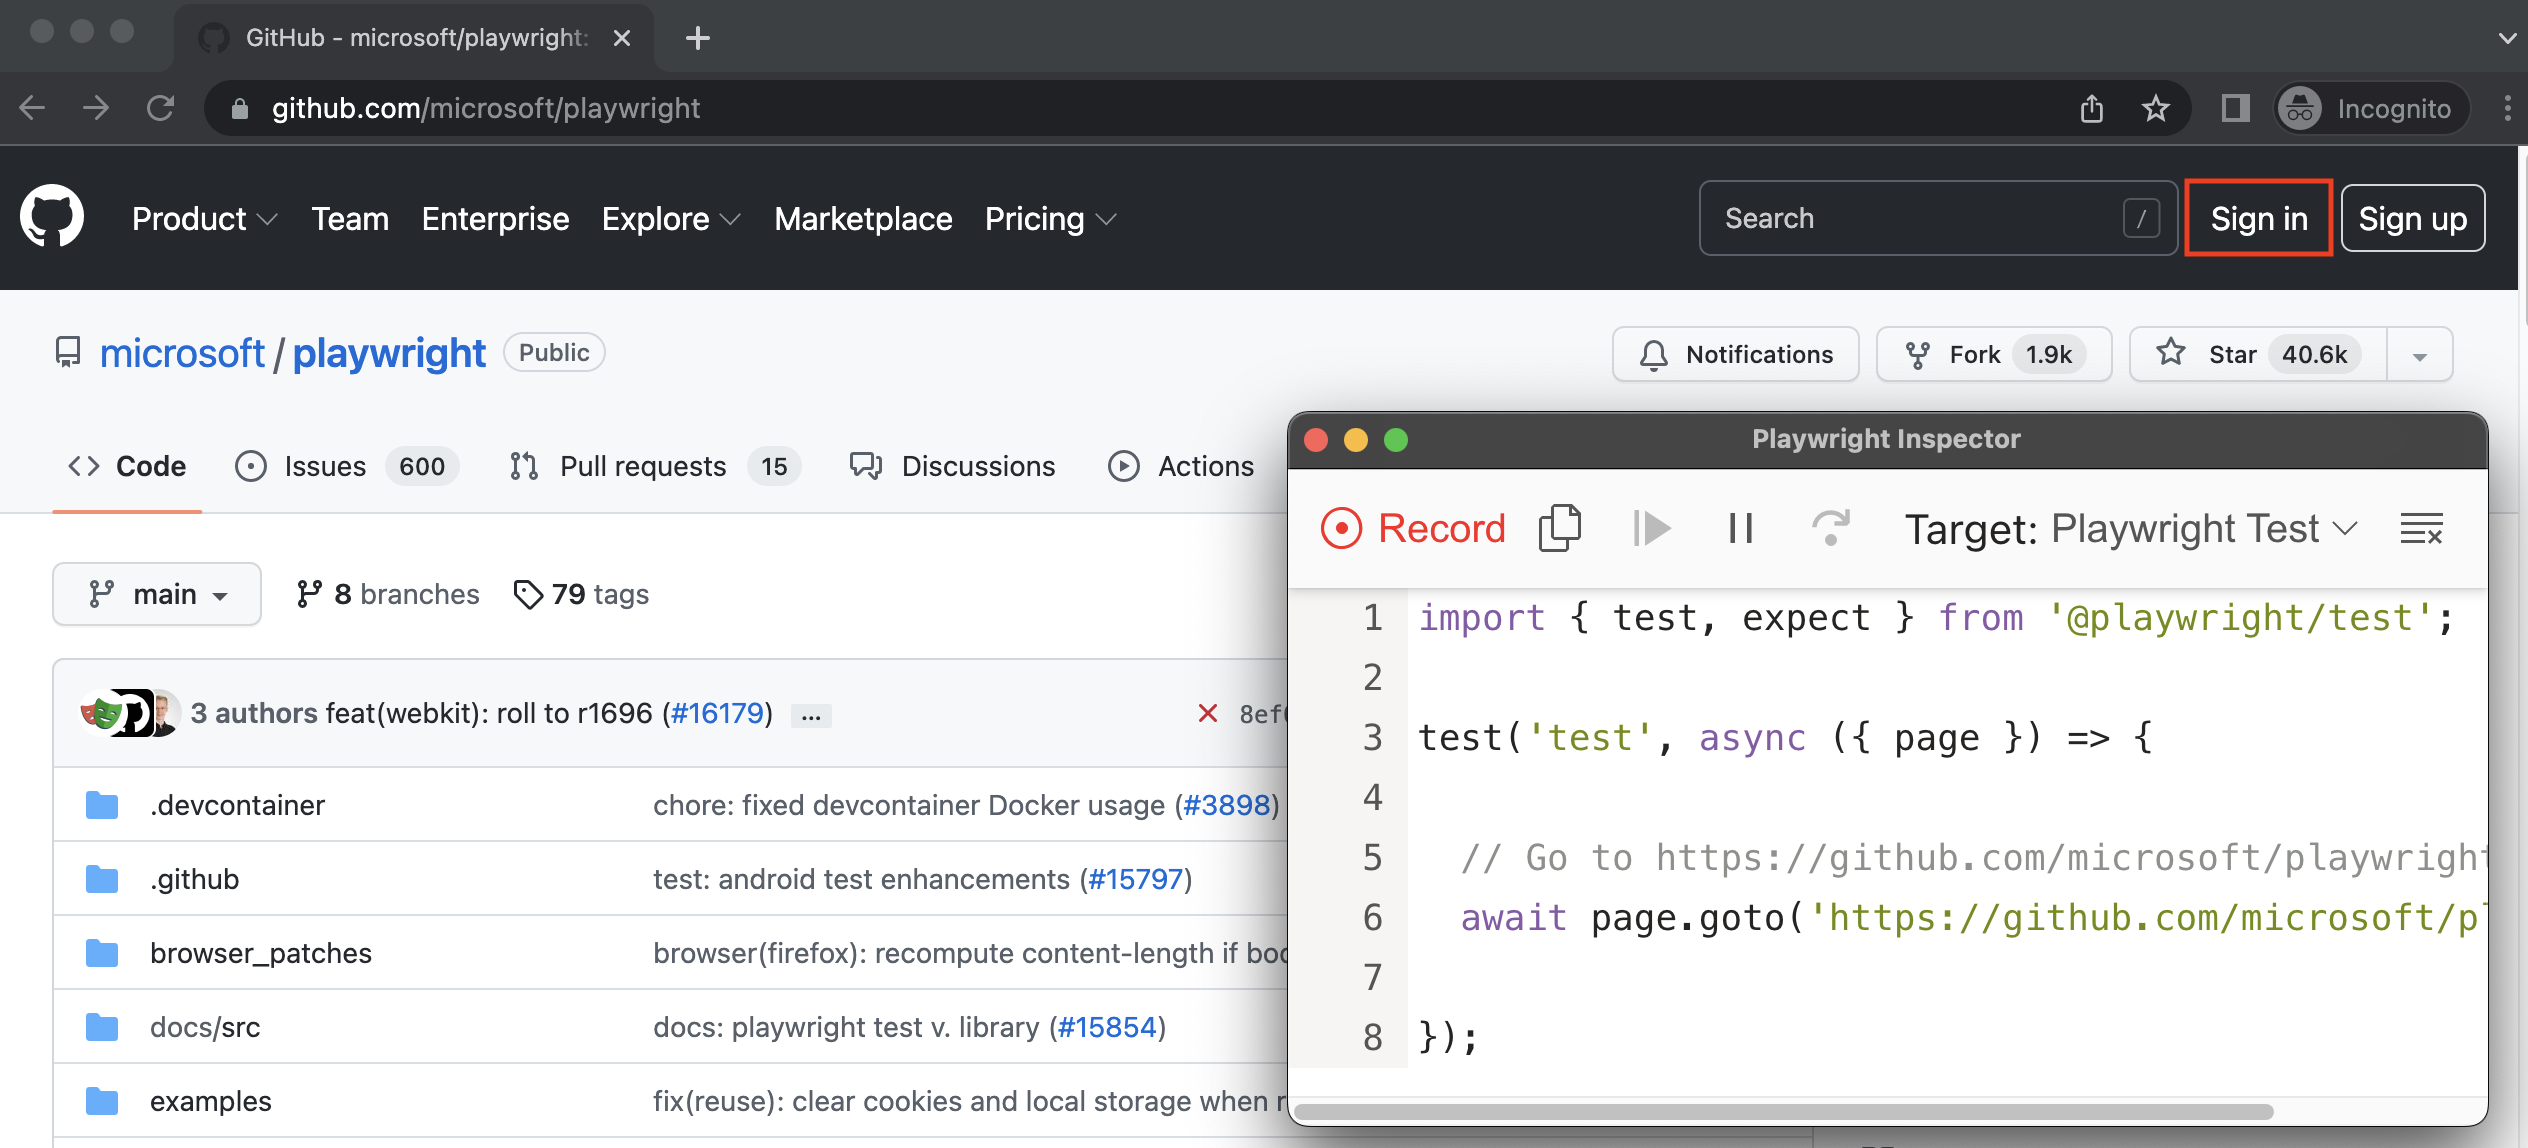 GitHub - microsoft/playwright:
github.com/microsoft/playwright
Incognito
Product Team Enterprise Explore Marketplace Pricing
Search /
Sign in
Sign up
microsoft / playwright Public
Notifications
Fork 1.9k
Star 40.6k
Code
Issues 600
Pull requests 15
Discussions
Actions
main
8 branches
79 tags
3 authors feat(webkit): roll to r1696 (#16179) ...
.devcontainer chore: fixed devcontainer Docker usage (#3898)
.github test: android test enhancements (#15797)
browser_patches browser(firefox): recompute content-length if
docs/src docs: playwright test v. library (#15854)
examples fix(reuse): clear cookies and local storage when
Playwright Inspector
Record
Target: Playwright Test
1 import { test, expect } from '@playwright/test';
2
3 test('test', async ({ page }) => {
4
5 // Go to https://github.com/microsoft/playwright
6 await page.goto('https://github.com/microsoft/p
7
8 });